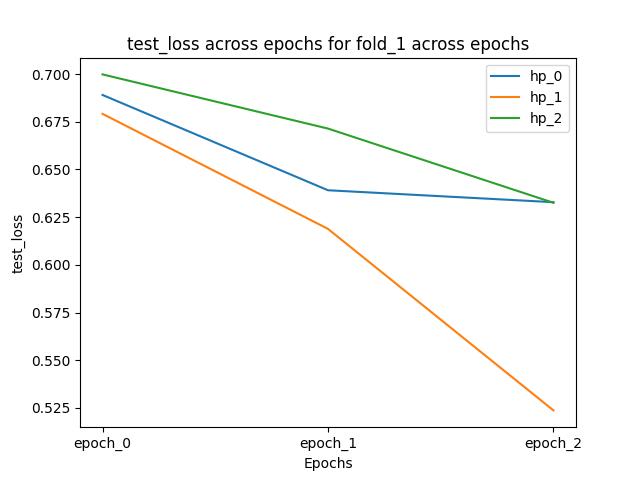 test_loss across epochs for fold_1 across epochs
hp_0
hp_1
hp_2
test_loss
0.700
0.675
0.650
0.625
0.600
0.575
0.550
0.525
epoch_0
epoch_1
epoch_2
Epochs